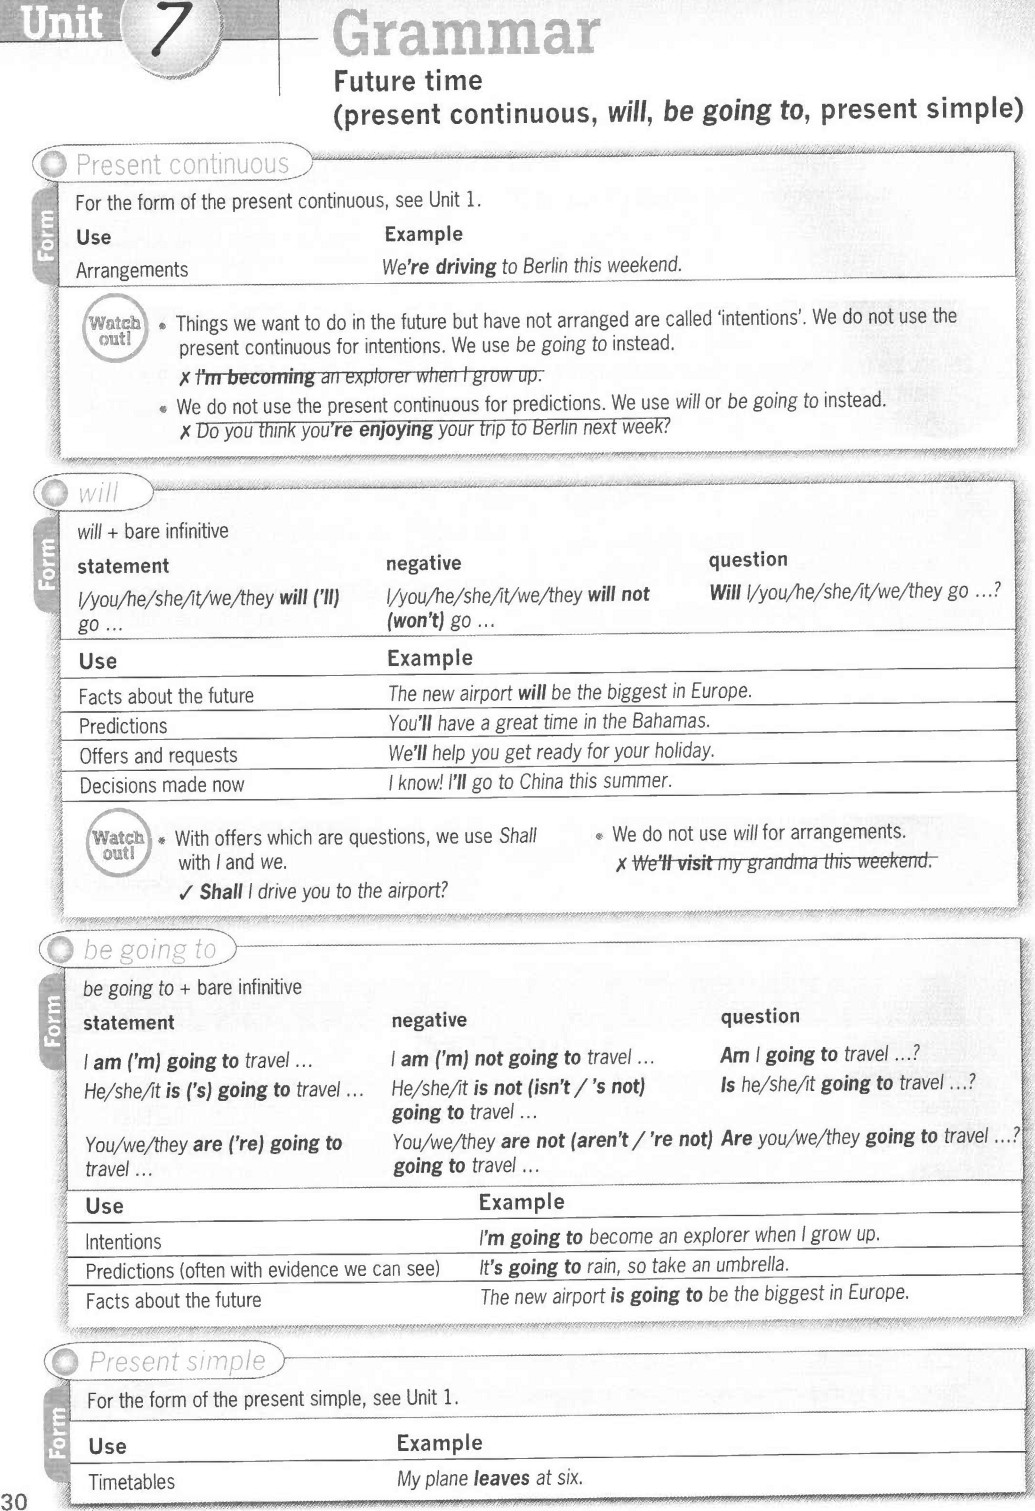 Unit 7
Grammar
Future time
(present continuous, will, be going to, present simple)
Present continuous
Form
For the form of the present continuous, see Unit 1.
Use Example
Arrangements We're driving to Berlin this weekend.
Watch out!
• Things we want to do in the future but have not arranged are called 'intentions'. We do not use the
present continuous for intentions. We use be going to instead.
✗ I'm becoming an explorer when I grow up.
• We do not use the present continuous for predictions. We use will or be going to instead.
✗ Do you think you're enjoying your trip to Berlin next week?
will
Form
will + bare infinitive
statement negative question
I/you/he/she/it/we/they will ('ll) I/you/he/she/it/we/they will not Will I/you/he/she/it/we/they go ...?
go ... (won't) go ...
Use Example
Facts about the future The new airport will be the biggest in Europe.
Predictions You'll have a great time in the Bahamas.
Offers and requests We'll help you get ready for your holiday.
Decisions made now I know! I'll go to China this summer.
Watch out!
• With offers which are questions, we use Shall
with I and we.
✓ Shall I drive you to the airport?
• We do not use will for arrangements.
✗ We'll visit my grandma this weekend.
be going to
Form
be going to + bare infinitive
statement negative question
I am ('m) going to travel ... I am ('m) not going to travel ... Am I going to travel ...?
He/she/it is ('s) going to travel ... He/she/it is not (isn't / 's not) Is he/she/it going to travel ...?
going to travel ...
You/we/they are ('re) going to You/we/they are not (aren't / 're not) Are you/we/they going to travel ...?
travel ... going to travel ...
Use Example
Intentions I'm going to become an explorer when I grow up.
Predictions (often with evidence we can see) It's going to rain, so take an umbrella.
Facts about the future The new airport is going to be the biggest in Europe.
Present simple
Form
For the form of the present simple, see Unit 1.
Use Example
Timetables My plane leaves at six.
30